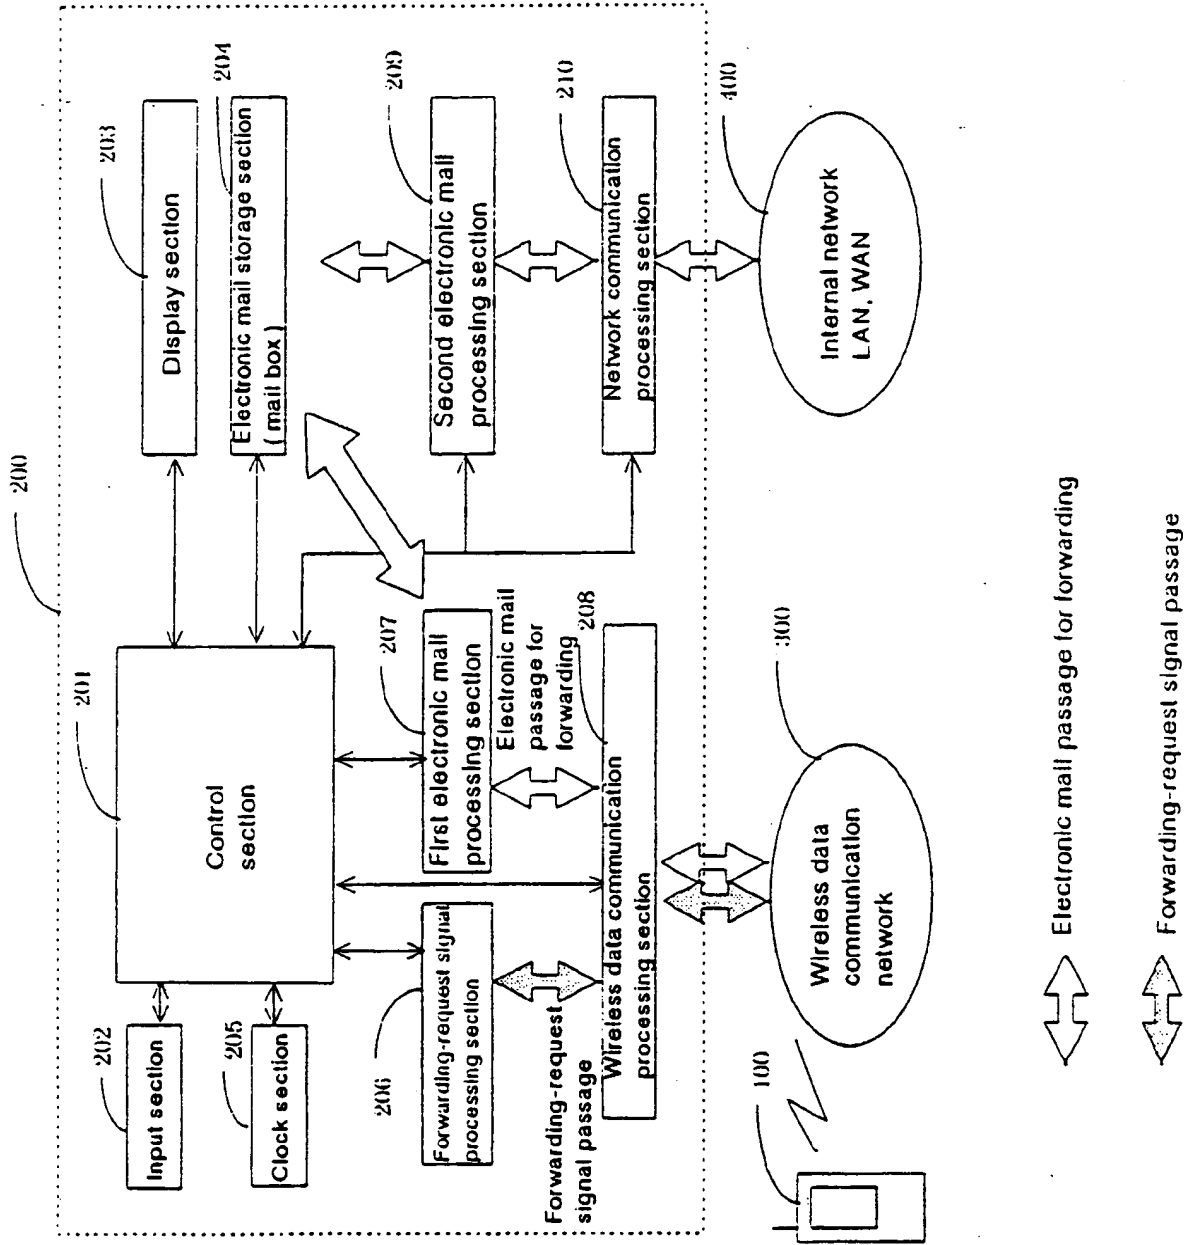 200
201
Control
section
202
Input section
205
Clock section
203
Display section
204
Electronic mail storage section
( mail box )
206
Forwarding-request signal
processing section
207
First electronic mail
processing section
209
Second electronic mail
processing section
Electronic mail
passage for
forwarding
Forwarding-request
signal passage
208
Wireless data communication
processing section
210
Network communication
processing section
100
300
Wireless data
communication
network
400
Internal network
LAN, WAN
Electronic mail passage for forwarding
Forwarding-request signal passage